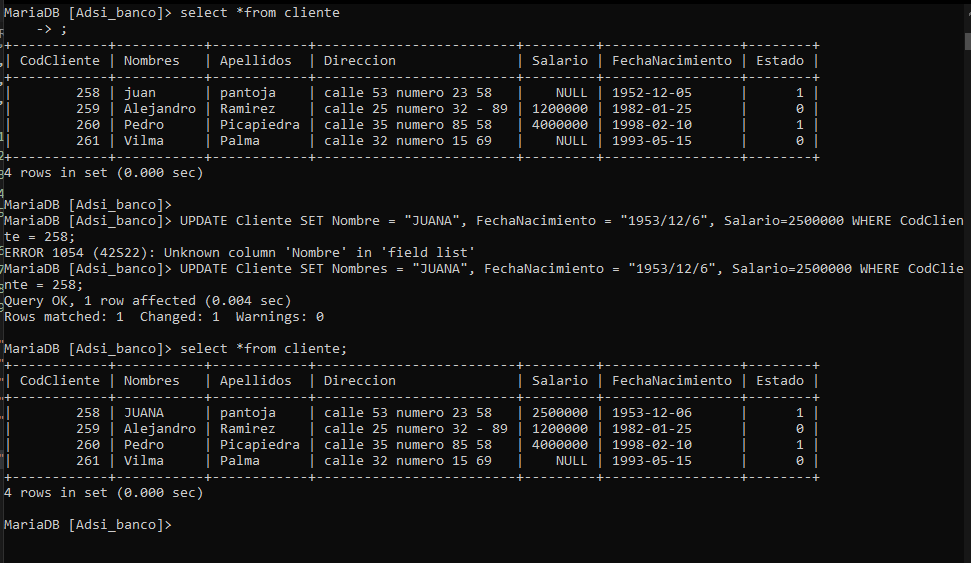 MariaDB [Adsi_banco]> select *from cliente
    -> ;
+------------+-----------+------------+-------------------------+---------+-----------------+--------+
| CodCliente | Nombres   | Apellidos  | Direccion               | Salario | FechaNacimiento | Estado |
+------------+-----------+------------+-------------------------+---------+-----------------+--------+
|        258 | juan      | pantoja    | calle 53 numero 23 58   |    NULL | 1952-12-05      |      1 |
|        259 | Alejandro | Ramirez    | calle 25 numero 32 - 89 | 1200000 | 1982-01-25      |      0 |
|        260 | Pedro     | Picapiedra | calle 35 numero 85 58   | 4000000 | 1998-02-10      |      1 |
|        261 | Vilma     | Palma      | calle 32 numero 15 69   |    NULL | 1993-05-15      |      0 |
+------------+-----------+------------+-------------------------+---------+-----------------+--------+
4 rows in set (0.000 sec)

MariaDB [Adsi_banco]>
MariaDB [Adsi_banco]> UPDATE Cliente SET Nombre = "JUANA", FechaNacimiento = "1953/12/6", Salario=2500000 WHERE CodClien
te = 258;
ERROR 1054 (42S22): Unknown column 'Nombre' in 'field list'
MariaDB [Adsi_banco]> UPDATE Cliente SET Nombres = "JUANA", FechaNacimiento = "1953/12/6", Salario=2500000 WHERE CodClie
nte = 258;
Query OK, 1 row affected (0.004 sec)
Rows matched: 1  Changed: 1  Warnings: 0

MariaDB [Adsi_banco]> select *from cliente;
+------------+-----------+------------+-------------------------+---------+-----------------+--------+
| CodCliente | Nombres   | Apellidos  | Direccion               | Salario | FechaNacimiento | Estado |
+------------+-----------+------------+-------------------------+---------+-----------------+--------+
|        258 | JUANA     | pantoja    | calle 53 numero 23 58   | 2500000 | 1953-12-06      |      1 |
|        259 | Alejandro | Ramirez    | calle 25 numero 32 - 89 | 1200000 | 1982-01-25      |      0 |
|        260 | Pedro     | Picapiedra | calle 35 numero 85 58   | 4000000 | 1998-02-10      |      1 |
|        261 | Vilma     | Palma      | calle 32 numero 15 69   |    NULL | 1993-05-15      |      0 |
+------------+-----------+------------+-------------------------+---------+-----------------+--------+
4 rows in set (0.000 sec)

MariaDB [Adsi_banco]>